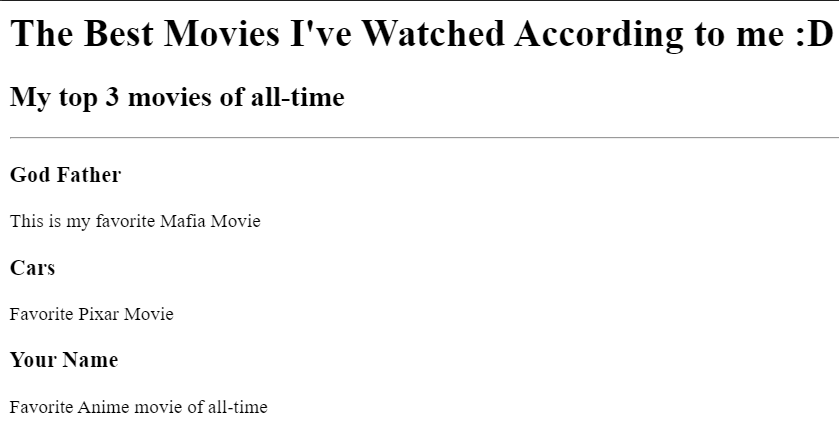 The Best Movies I've Watched According to me :D
My top 3 movies of all-time
God Father
This is my favorite Mafia Movie
Cars
Favorite Pixar Movie
Your Name
Favorite Anime movie of all-time